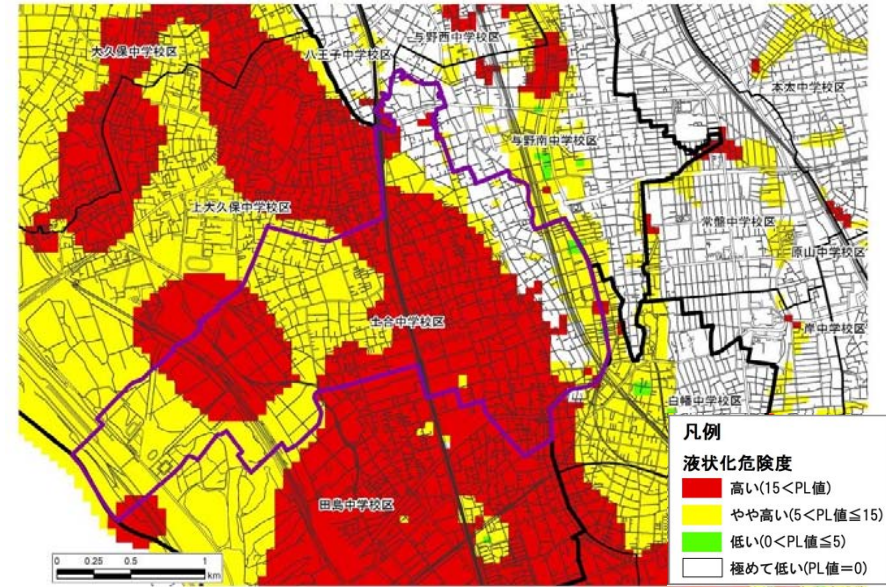 大久保中学校区
八王子中学校区
与野西中学校区
本太中学校区
与野南中学校区
上大久保中学校区
常盤中学校区
原山中学校区
土合中学校区
岸中学校区
白幡中学校区
田島中学校区
凡例
液状化危険度
高い(15<PL値)
やや高い(5<PL値≦15)
低い(0<PL値≦5)
極めて低い(PL値=0)
0 0.25 0.5 1
km